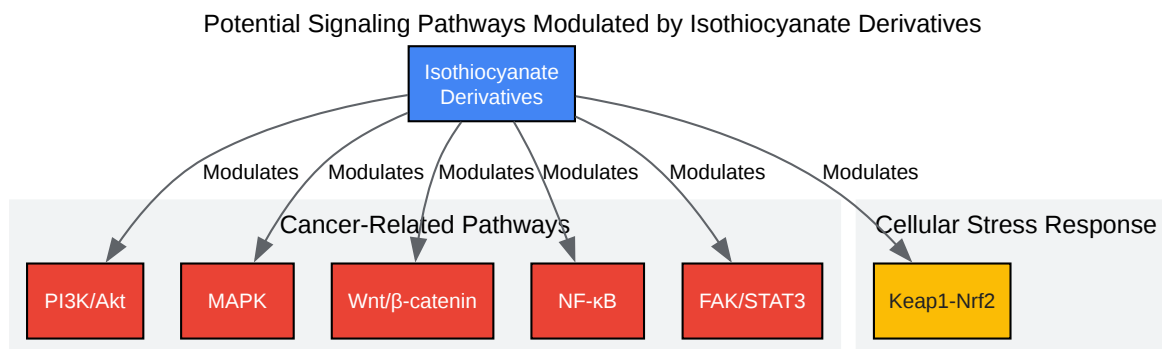 Potential Signaling Pathways Modulated by Isothiocyanate Derivatives
Isothiocyanate
Derivatives
Modulates
Modulates
Modulates
Modulates
Modulates
Modulates
Cancer-Related Pathways
Cellular Stress Response
PI3K/Akt
MAPK
Wnt/β-catenin
NF-κB
FAK/STAT3
Keap1-Nrf2